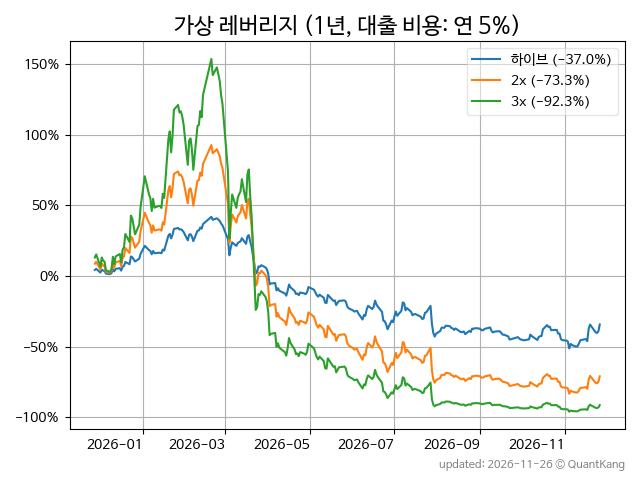 가상 레버리지 (1년, 대출 비용: 연 5%)
하이브 (−37.0%)
2x (−73.3%)
3x (−92.3%)
150%
100%
50%
0%
−50%
−100%
2026-01
2026-03
2026-05
2026-07
2026-09
2026-11
updated: 2026-11-26 © QuantKang